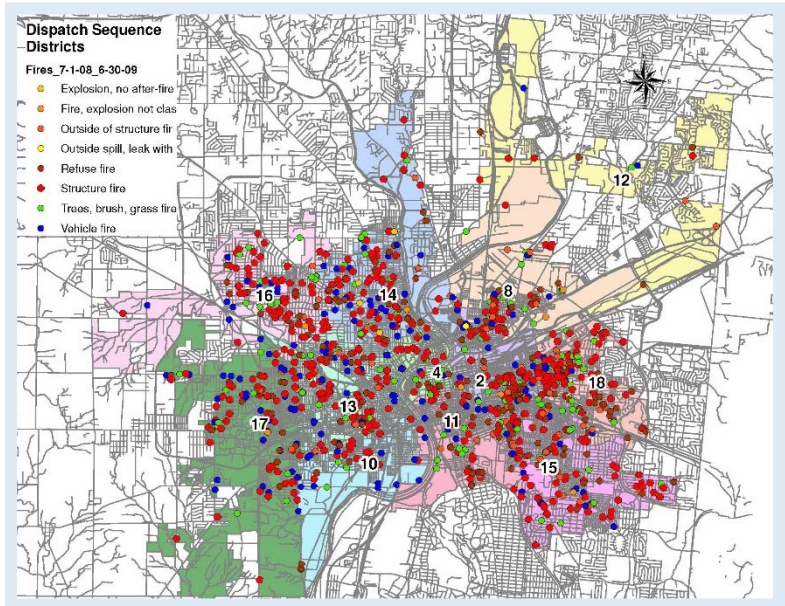 Dispatch Sequence
Districts
Fires_7-1-08_6-30-09
Explosion, no after-fire
Fire, explosion not clas
Outside of structure fir
Outside spill, leak with
Refuse fire
Structure fire
Trees, brush, grass fire
Vehicle fire
12
8
16
14
4
2
18
13
11
17
10
15